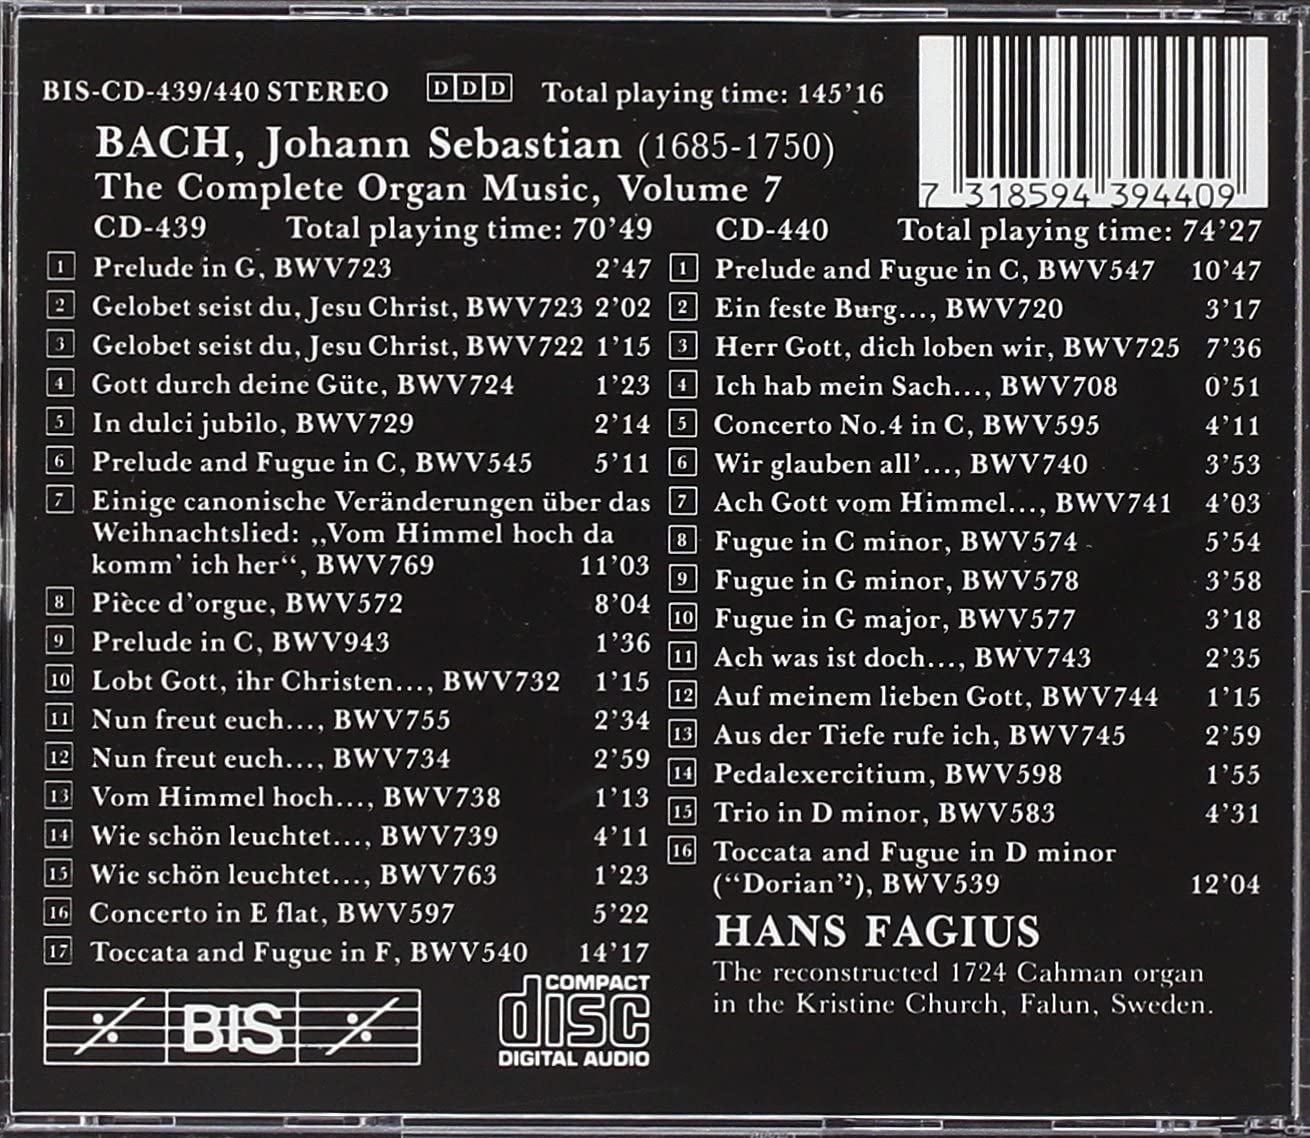 BIS-CD-439/440 STEREO DDD Total playing time: 145’16
BACH, Johann Sebastian (1685-1750)
The Complete Organ Music, Volume 7
7 318594 394409
CD-439 Total playing time: 70’49
1 Prelude in G, BWV723 2’47
2 Gelobet seist du, Jesu Christ, BWV723 2’02
3 Gelobet seist du, Jesu Christ, BWV722 1’15
4 Gott durch deine Güte, BWV724 1’23
5 In dulci jubilo, BWV729 2’14
6 Prelude and Fugue in C, BWV545 5’11
7 Einige canonische Veränderungen über das
Weihnachtslied: „Vom Himmel hoch da
komm’ ich her“, BWV769 11’03
8 Pièce d’orgue, BWV572 8’04
9 Prelude in C, BWV943 1’36
10 Lobt Gott, ihr Christen..., BWV732 1’15
11 Nun freut euch..., BWV755 2’34
12 Nun freut euch..., BWV734 2’59
13 Vom Himmel hoch..., BWV738 1’13
14 Wie schön leuchtet..., BWV739 4’11
15 Wie schön leuchtet..., BWV763 1’23
16 Concerto in E flat, BWV597 5’22
17 Toccata and Fugue in F, BWV540 14’17
BIS
COMPACT
disc
DIGITAL AUDIO
CD-440 Total playing time: 74’27
1 Prelude and Fugue in C, BWV547 10’47
2 Ein feste Burg..., BWV720 3’17
3 Herr Gott, dich loben wir, BWV725 7’36
4 Ich hab mein Sach..., BWV708 0’51
5 Concerto No.4 in C, BWV595 4’11
6 Wir glauben all’..., BWV740 3’53
7 Ach Gott vom Himmel..., BWV741 4’03
8 Fugue in C minor, BWV574 5’54
9 Fugue in G minor, BWV578 3’58
10 Fugue in G major, BWV577 3’18
11 Ach was ist doch..., BWV743 2’35
12 Auf meinem lieben Gott, BWV744 1’15
13 Aus der Tiefe rufe ich, BWV745 2’59
14 Pedalexercitium, BWV598 1’55
15 Trio in D minor, BWV583 4’31
16 Toccata and Fugue in D minor
(“Dorian”), BWV539 12’04
HANS FAGIUS
The reconstructed 1724 Cahman organ
in the Kristine Church, Falun, Sweden.